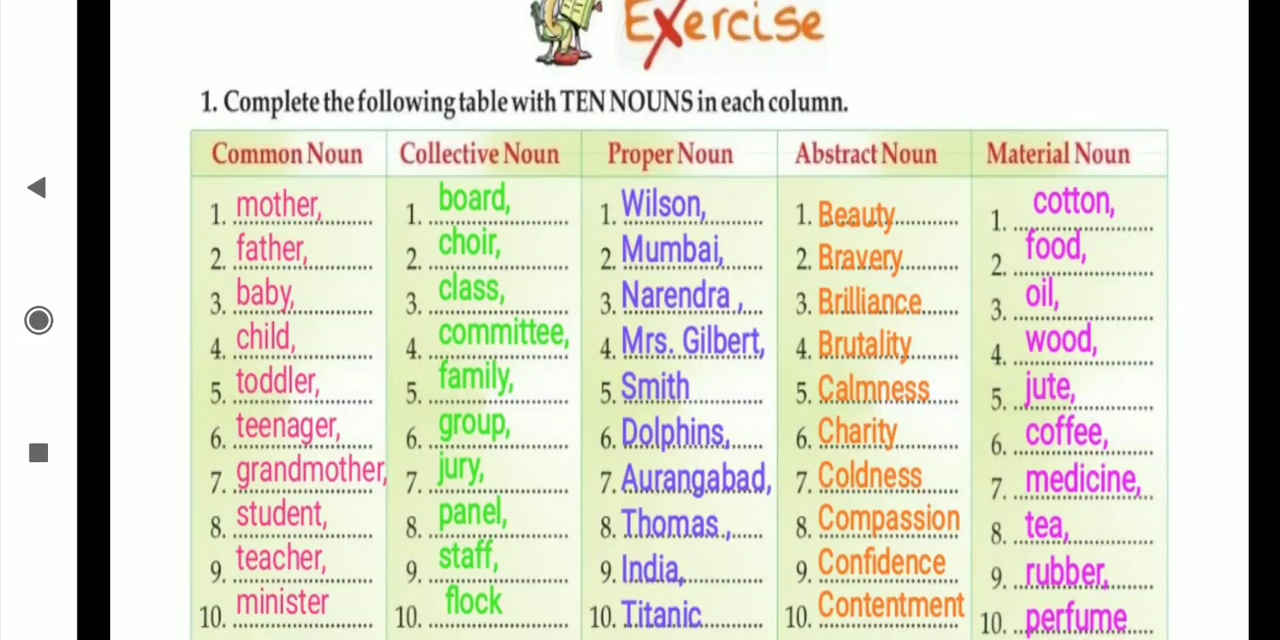 Exercise
1. Complete the following table with TEN NOUNS in each column.
Common Noun Collective Noun Proper Noun Abstract Noun Material Noun
1. mother, 1. board, 1. Wilson, 1. Beauty 1. cotton,
2. father, 2. choir, 2. Mumbai, 2. Bravery 2. food,
3. baby, 3. class, 3. Narendra , 3. Brilliance 3. oil,
4. child, 4. committee, 4. Mrs. Gilbert, 4. Brutality 4. wood,
5. toddler, 5. family, 5. Smith 5. Calmness 5. jute,
6. teenager, 6. group, 6. Dolphins, 6. Charity 6. coffee,
7. grandmother, 7. jury, 7. Aurangabad, 7. Coldness 7. medicine,
8. student, 8. panel, 8. Thomas , 8. Compassion 8. tea,
9. teacher, 9. staff, 9. India, 9. Confidence 9. rubber,
10. minister 10. flock 10. Titanic 10. Contentment 10. perfume